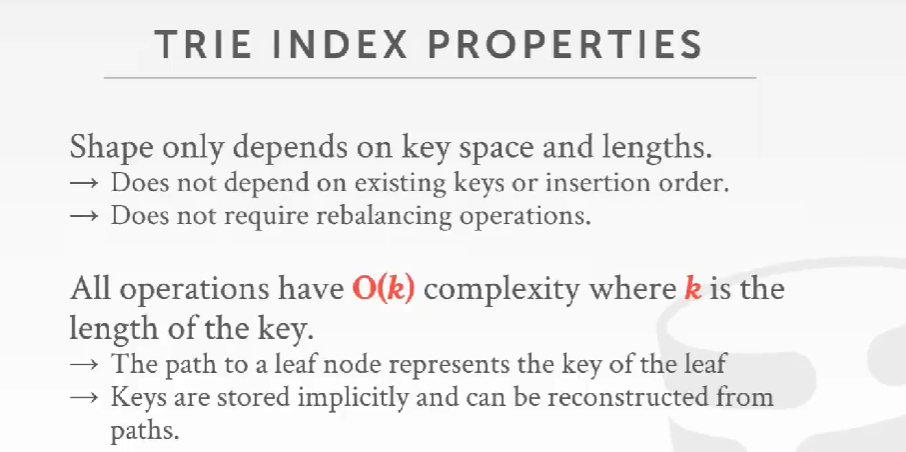 TRIE INDEX PROPERTIES
Shape only depends on key space and lengths.
→ Does not depend on existing keys or insertion order.
→ Does not require rebalancing operations.
All operations have O(k) complexity where k is the
length of the key.
→ The path to a leaf node represents the key of the leaf
→ Keys are stored implicitly and can be reconstructed from
paths.